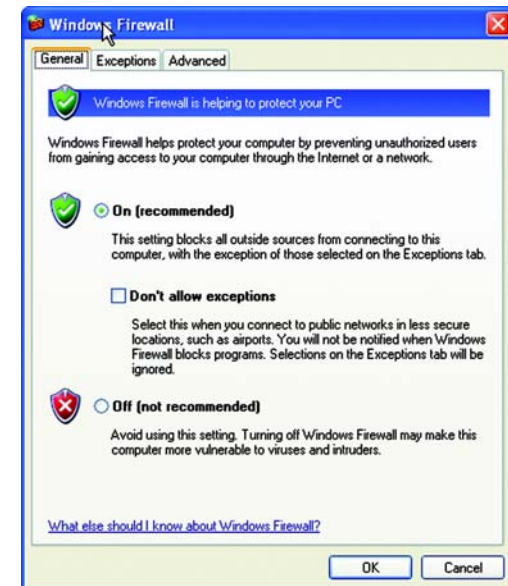 Windows Firewall
General Exceptions Advanced
Windows Firewall is helping to protect your PC
Windows Firewall helps protect your computer by preventing unauthorized users
from gaining access to your computer through the Internet or a network.
On (recommended)
This setting blocks all outside sources from connecting to this
computer, with the exception of those selected on the Exceptions tab.
Don't allow exceptions
Select this when you connect to public networks in less secure
locations, such as airports. You will not be notified when Windows
Firewall blocks programs. Selections on the Exceptions tab will be
ignored.
Off (not recommended)
Avoid using this setting. Turning off Windows Firewall may make this
computer more vulnerable to viruses and intruders.
What else should I know about Windows Firewall?
OK Cancel